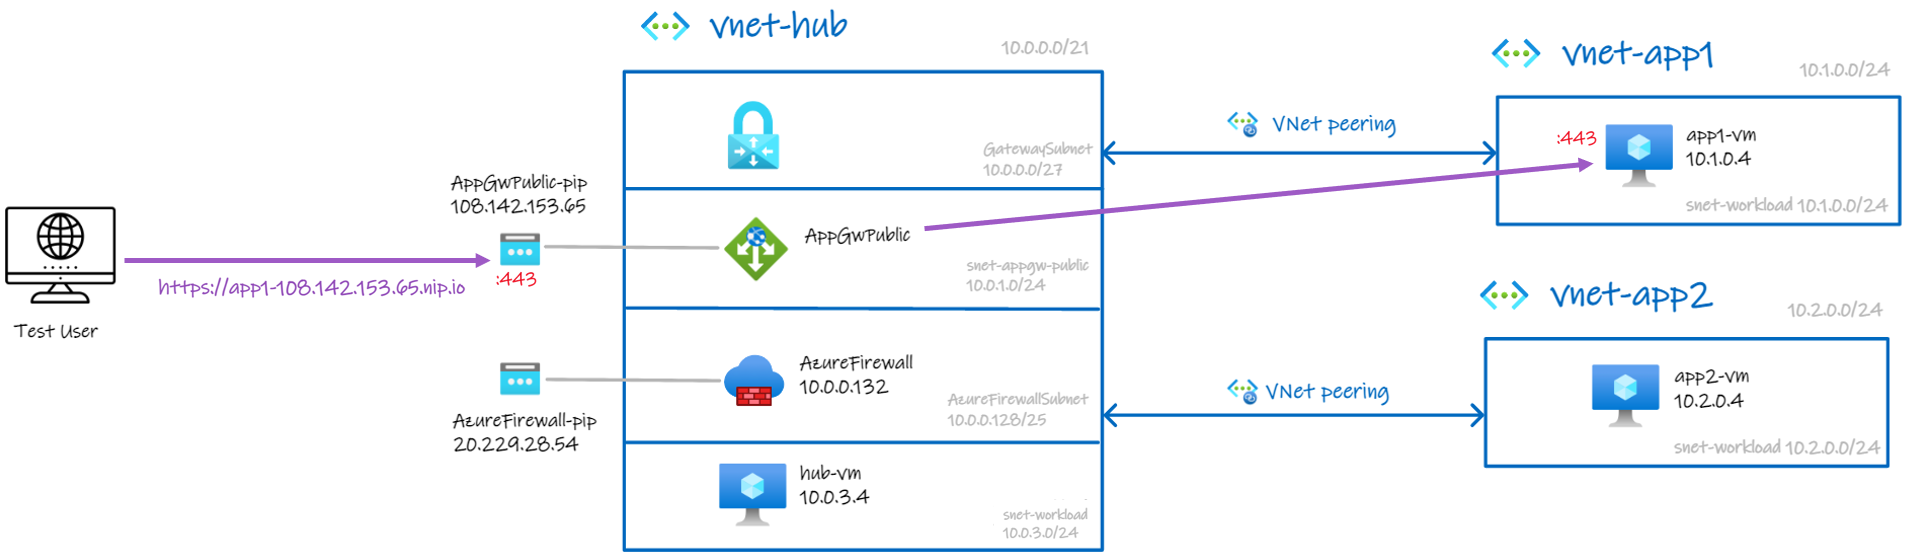 vnet-hub
10.0.0.0/21
GatewaySubnet
10.0.0.0/27
AppGwPublic-pip
108.142.153.65
:443
https://app1-108.142.153.65.nip.io
Test User
AppGwPublic
snet-appgw-public
10.0.1.0/24
AzureFirewall
10.0.0.132
AzureFirewallSubnet
10.0.0.128/25
AzureFirewall-pip
20.229.28.54
hub-vm
10.0.3.4
snet-workload
10.0.3.0/24
VNet peering
vnet-app1
10.1.0.0/24
:443
app1-vm
10.1.0.4
snet-workload 10.1.0.0/24
VNet peering
vnet-app2
10.2.0.0/24
app2-vm
10.2.0.4
snet-workload 10.2.0.0/24